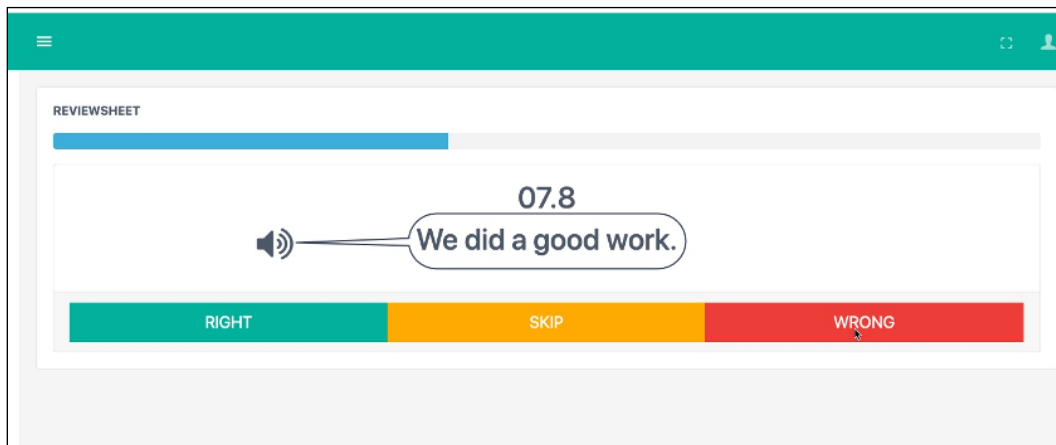 REVIEWSHEET
07.8
We did a good work.
RIGHT
SKIP
WRONG